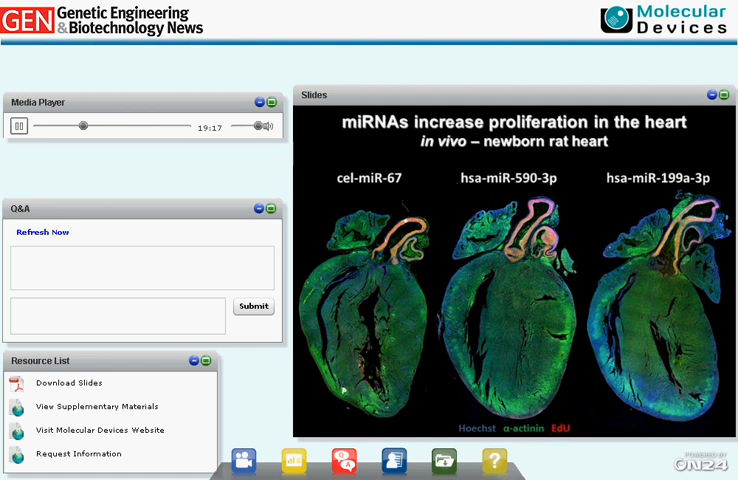 GEN Genetic Engineering
&Biotechnology News
Molecular
Devices
Media Player
19:17
Q&A
Refresh Now
Submit
Resource List
Download Slides
View Supplementary Materials
Visit Molecular Devices Website
Request Information
Slides
miRNAs increase proliferation in the heart
in vivo – newborn rat heart
cel-miR-67 hsa-miR-590-3p hsa-miR-199a-3p
Hoechst α-actinin EdU
Q A
?
POWERED BY
ON24